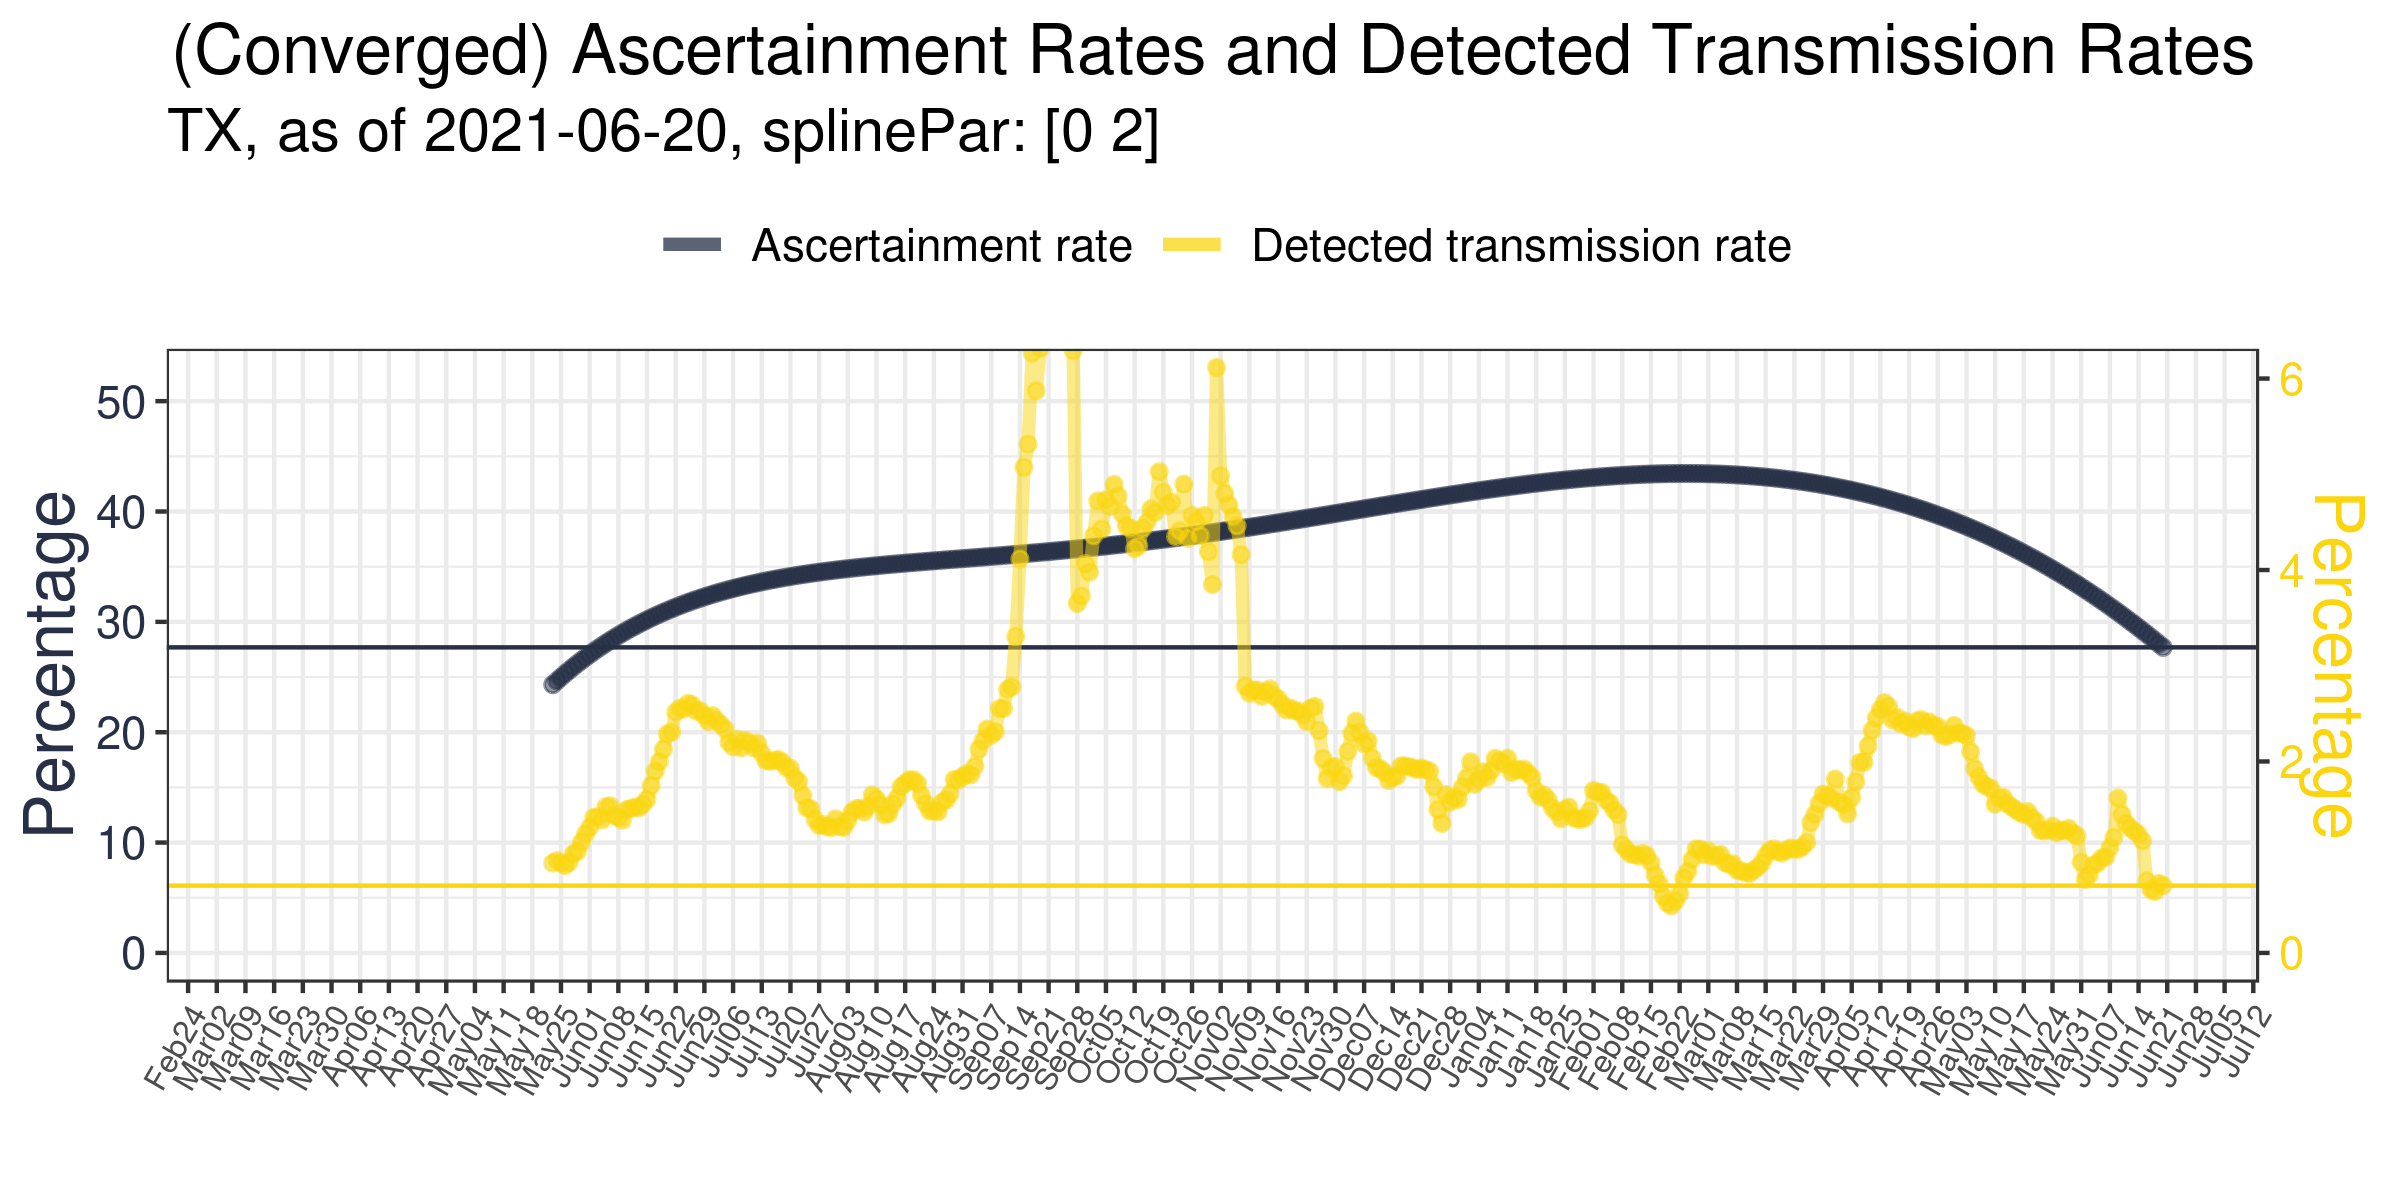 (Converged) Ascertainment Rates and Detected Transmission Rates
TX, as of 2021-06-20, splinePar: [0 2]
Ascertainment rate
Detected transmission rate
Percentage
50
40
30
20
10
0
6
4
2
0
Percentage
Feb24
Mar02
Mar09
Mar16
Mar23
Mar30
Apr06
Apr13
Apr20
Apr27
May04
May11
May18
May25
Jun01
Jun08
Jun15
Jun22
Jun29
Jul06
Jul13
Jul20
Jul27
Aug03
Aug10
Aug17
Aug24
Aug31
Sep07
Sep14
Sep21
Sep28
Oct05
Oct12
Oct19
Oct26
Nov02
Nov09
Nov16
Nov23
Nov30
Dec07
Dec14
Dec21
Dec28
Jan04
Jan11
Jan18
Jan25
Feb01
Feb08
Feb15
Feb22
Mar01
Mar08
Mar15
Mar22
Mar29
Apr05
Apr12
Apr19
Apr26
May03
May10
May17
May24
May31
Jun07
Jun14
Jun21
Jun28
Jul05
Jul12